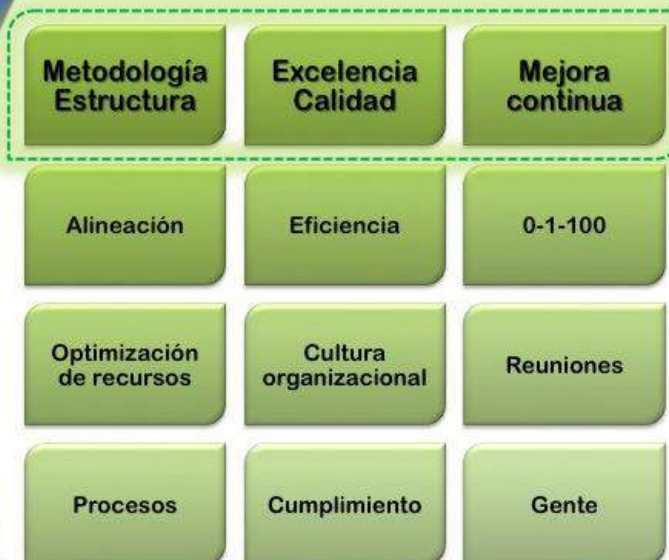 Metodología
Estructura
Excelencia
Calidad
Mejora
continua
Alineación
Eficiencia
0-1-100
Optimización
de recursos
Cultura
organizacional
Reuniones
Procesos
Cumplimiento
Gente